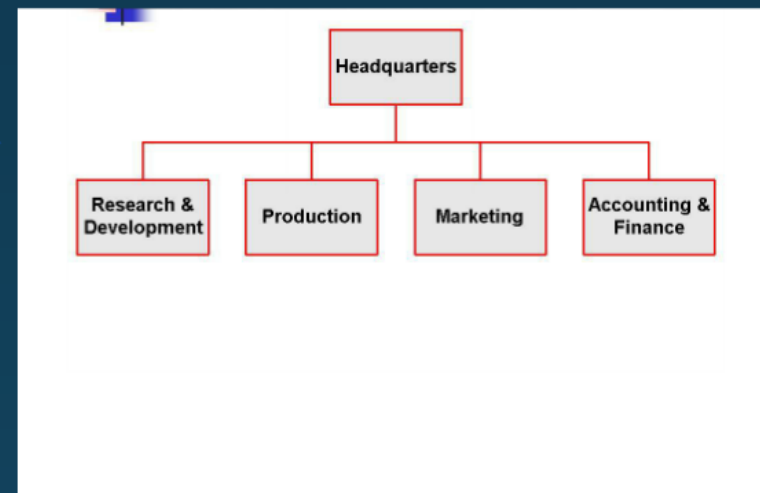 Headquarters
Research &
Development
Production
Marketing
Accounting &
Finance